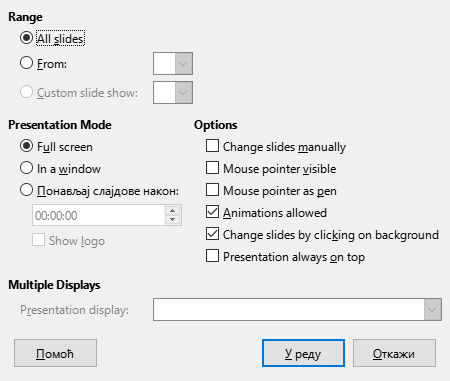 Range
All slides
From:
Custom slide show:
Presentation Mode
Full screen
In a window
Понављај слајдове након:
00:00:00
Show logo
Options
Change slides manually
Mouse pointer visible
Mouse pointer as pen
Animations allowed
Change slides by clicking on background
Presentation always on top
Multiple Displays
Presentation display:
Помоћ
У реду
Откажи